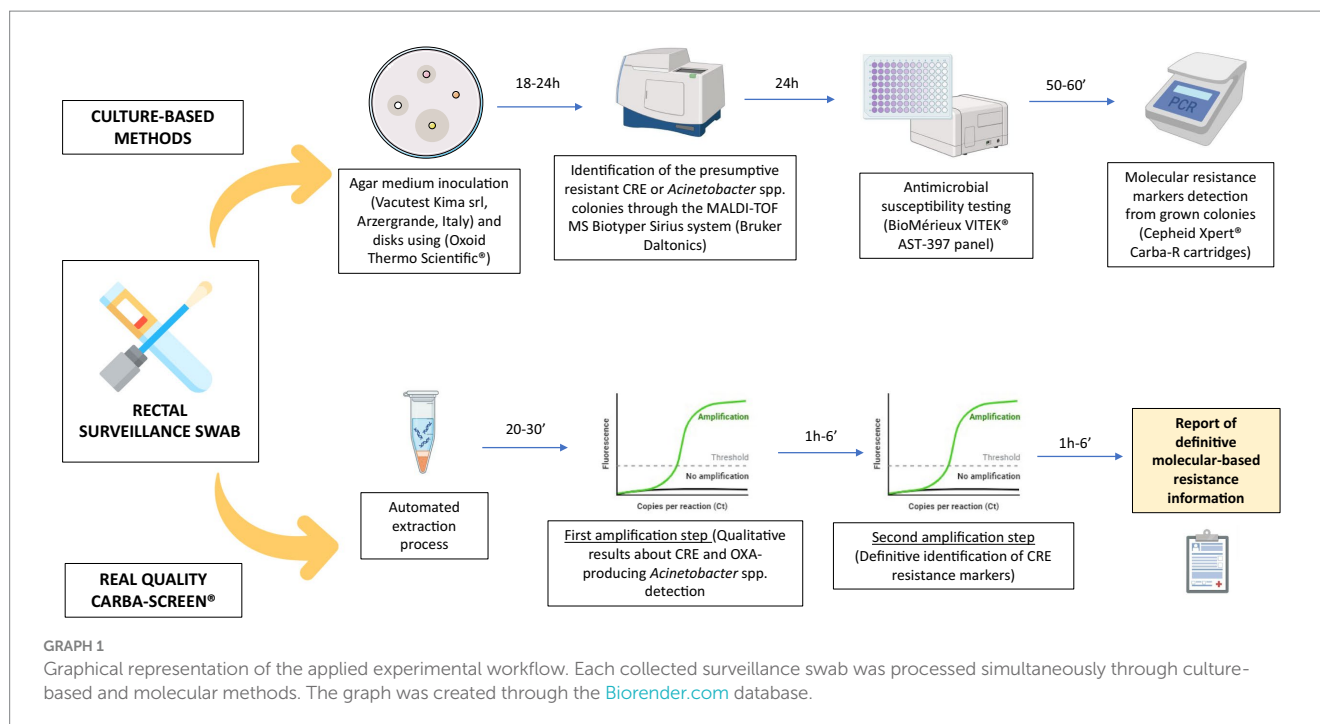 CULTURE-BASED
METHODS
18-24h
24h
50-60’
PCR
Agar medium inoculation
(Vacutest Kima srl,
Arzergrande, Italy) and
disks using (Oxoid
Thermo Scientific®)
Identification of the presumptive
resistant CRE or Acinetobacter spp.
colonies through the MALDI-TOF
MS Biotyper Sirius system (Bruker
Daltonics)
Antimicrobial
susceptibility testing
(BioMérieux VITEK®
AST-397 panel)
Molecular resistance
markers detection
from grown colonies
(Cepheid Xpert®
Carba-R cartridges)
RECTAL
SURVEILLANCE SWAB
REAL QUALITY
CARBA-SCREEN®
Automated
extraction
process
20-30’
Fluorescence
Amplification
Threshold
No amplification
Copies per reaction (Ct)
First amplification step (Qualitative
results about CRE and OXA-
producing Acinetobacter spp.
detection
1h-6’
Fluorescence
Amplification
Threshold
No amplification
Copies per reaction (Ct)
Second amplification step
(Definitive identification of CRE
resistance markers)
1h-6’
Report of
definitive
molecular-based
resistance
information
GRAPH 1
Graphical representation of the applied experimental workflow. Each collected surveillance swab was processed simultaneously through culture-
based and molecular methods. The graph was created through the Biorender.com database.